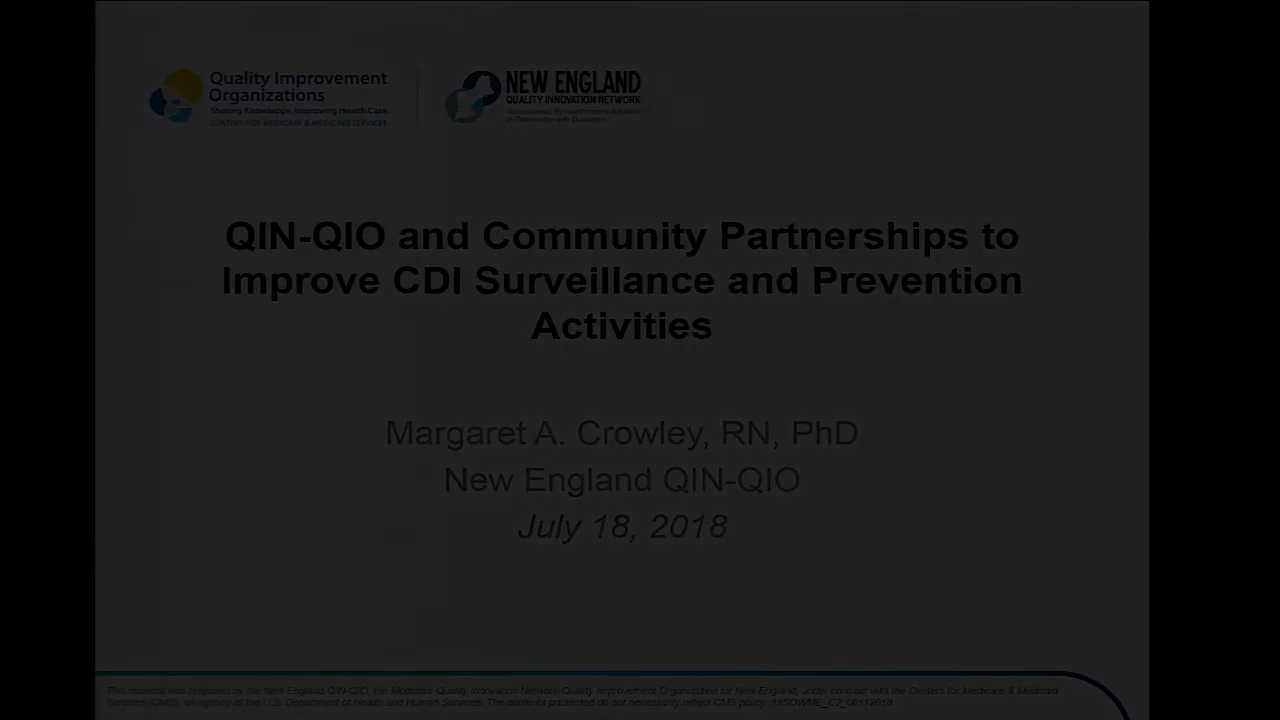 Quality Improvement
Organizations
Sharing Knowledge. Improving Health Care.
CENTERS FOR MEDICARE & MEDICAID SERVICES
NEW ENGLAND
QUALITY INNOVATION NETWORK
QIN-QIO and Community Partnerships to
Improve CDI Surveillance and Prevention
Activities
Margaret A. Crowley, RN, PhD
New England QIN-QIO
July 18, 2018
This material was prepared by the New England QIN-QIO, the Medicare Quality Innovation Network-Quality Improvement Organization for New England, under contract with the Centers for Medicare & Medicaid
Services (CMS), an agency of the U.S. Department of Health and Human Services. The contents presented do not necessarily reflect CMS policy.